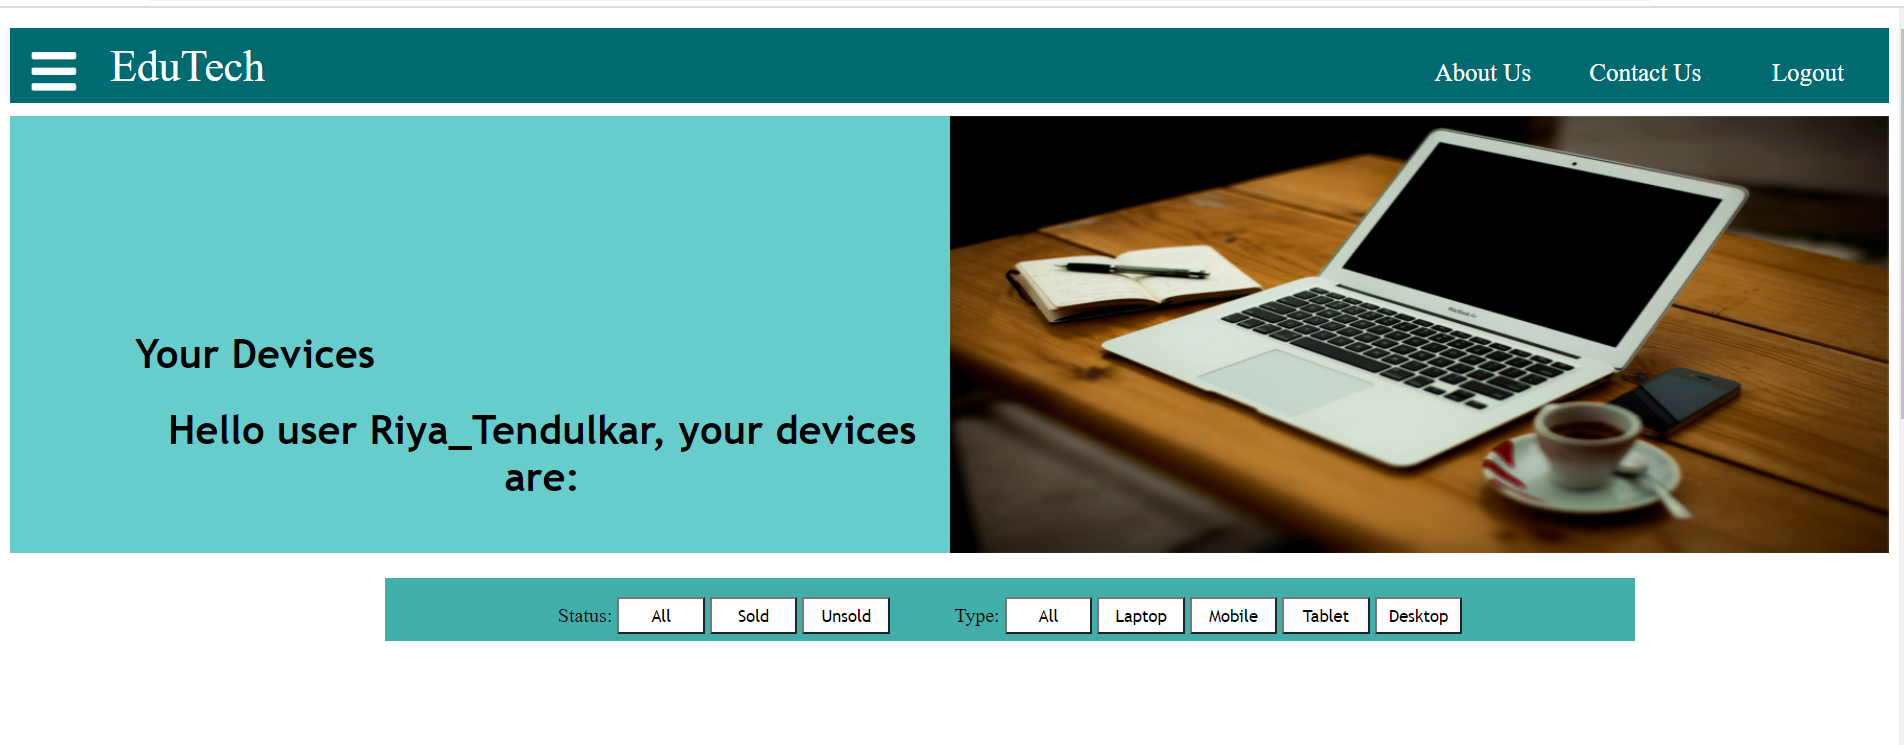 EduTech
About Us Contact Us Logout
Your Devices
Hello user Riya_Tendulkar, your devices
are:
Status: All Sold Unsold Type: All Laptop Mobile Tablet Desktop